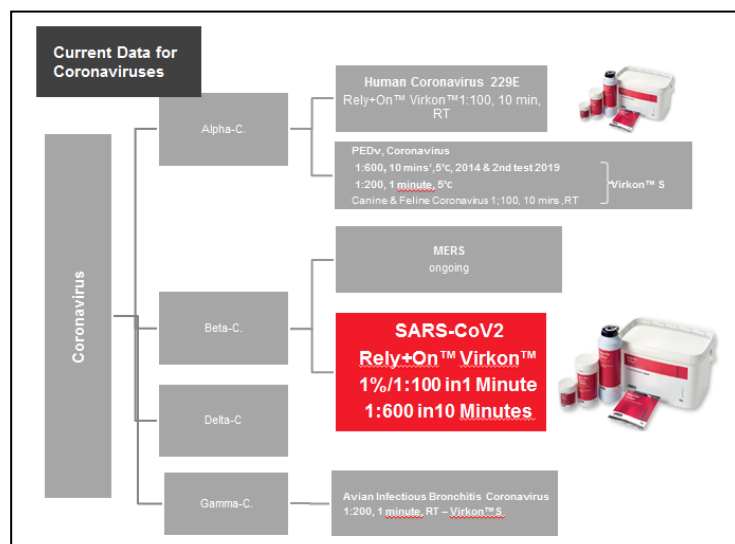 Current Data for
Coronaviruses
Coronavirus
Alpha-C.
Human Coronavirus 229E
Rely+On™ Virkon™1:100, 10 min,
RT
PEDv, Coronavirus
1:600, 10 mins',5°C, 2014 & 2nd test 2019
1:200, 1 minute, 5°C
Canine & Feline Coronavirus 1;100, 10 mins ,RT
Virkon™ S
Beta-C.
MERS
ongoing
SARS-CoV2
Rely+On™ Virkon™
1%/1:100 in1 Minute
1:600 in10 Minutes
Delta-C
Gamma-C.
Avian Infectious Bronchitis Coronavirus
1:200, 1 minute, RT – Virkon™S